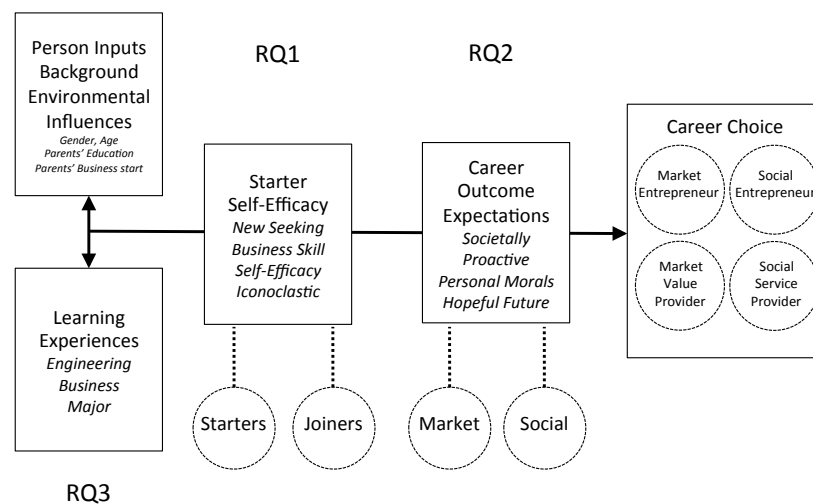 Person Inputs
Background
Environmental
Influences
Gender, Age
Parents' Education
Parents' Business start
RQ1
RQ2
Starter
Self-Efficacy
New Seeking
Business Skill
Self-Efficacy
Iconoclastic
Career
Outcome
Expectations
Societally
Proactive
Personal Morals
Hopeful Future
Career Choice
Market
Entrepreneur
Social
Entrepreneur
Market
Value
Provider
Social
Service
Provider
Learning
Experiences
Engineering
Business
Major
Starters
Joiners
Market
Social
RQ3